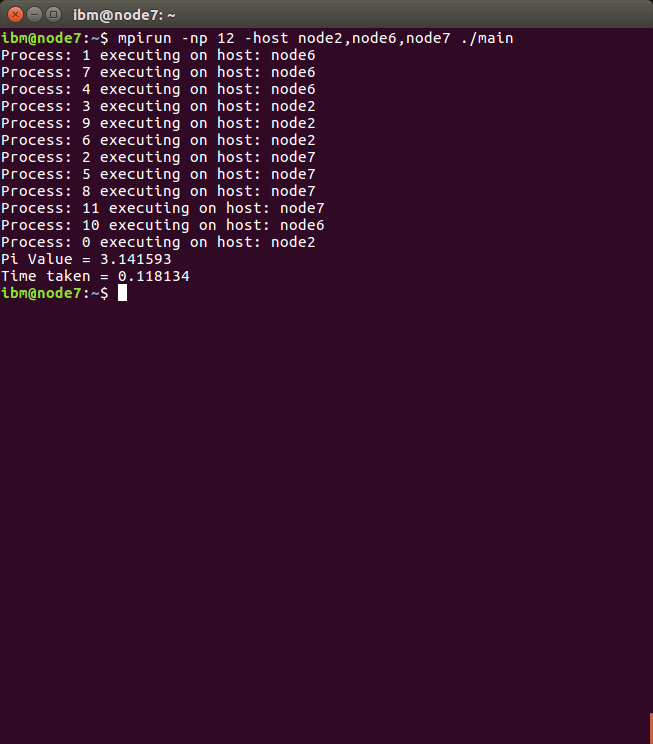 ibm@node7: ~
ibm@node7:~$ mpirun -np 12 -host node2,node6,node7 ./main
Process: 1 executing on host: node6
Process: 7 executing on host: node6
Process: 4 executing on host: node6
Process: 3 executing on host: node2
Process: 9 executing on host: node2
Process: 6 executing on host: node2
Process: 2 executing on host: node7
Process: 5 executing on host: node7
Process: 8 executing on host: node7
Process: 11 executing on host: node7
Process: 10 executing on host: node6
Process: 0 executing on host: node2
Pi Value = 3.141593
Time taken = 0.118134
ibm@node7:~$